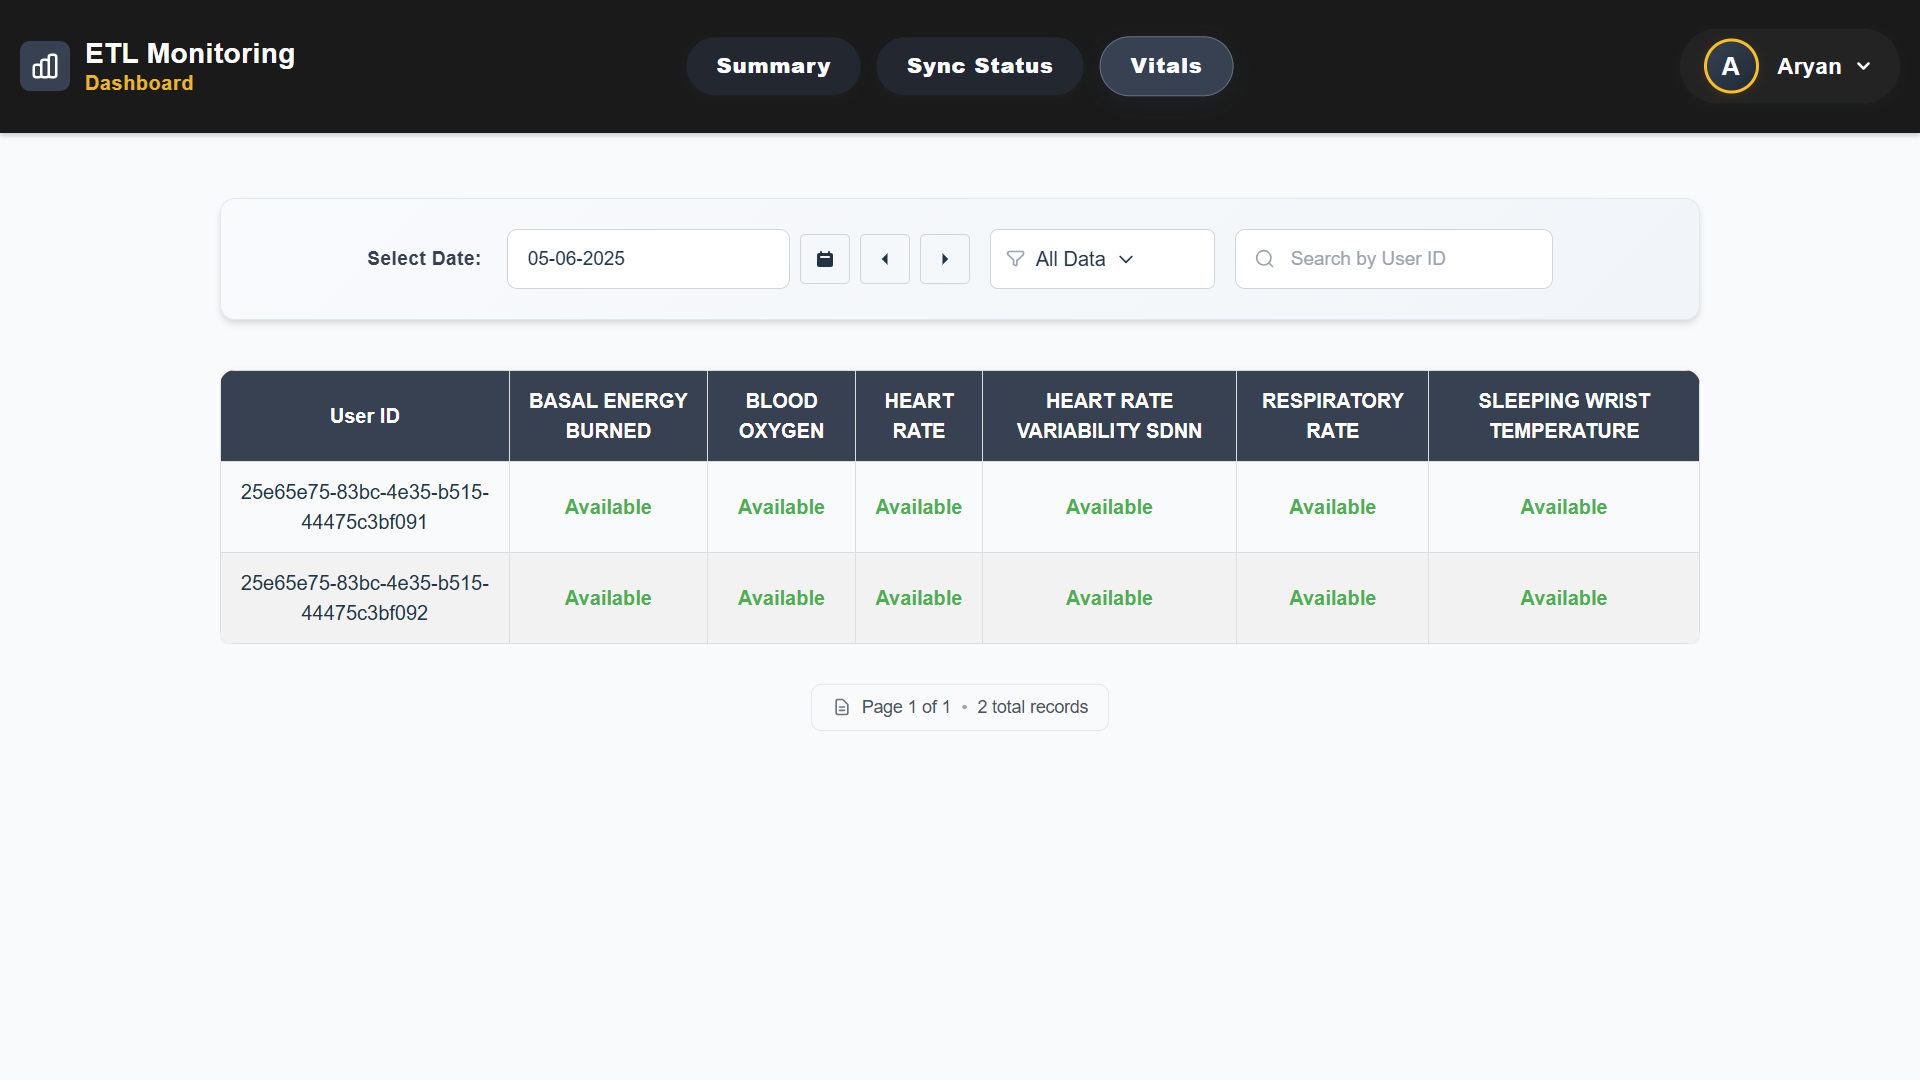 ETL Monitoring
Dashboard
Summary
Sync Status
Vitals
A
Aryan
Select Date:
05-06-2025
All Data
Search by User ID
User ID
BASAL ENERGY
BURNED
BLOOD
OXYGEN
HEART
RATE
HEART RATE
VARIABILITY SDNN
RESPIRATORY
RATE
SLEEPING WRIST
TEMPERATURE
25e65e75-83bc-4e35-b515-
44475c3bf091
Available
Available
Available
Available
Available
Available
25e65e75-83bc-4e35-b515-
44475c3bf092
Available
Available
Available
Available
Available
Available
Page 1 of 1 • 2 total records